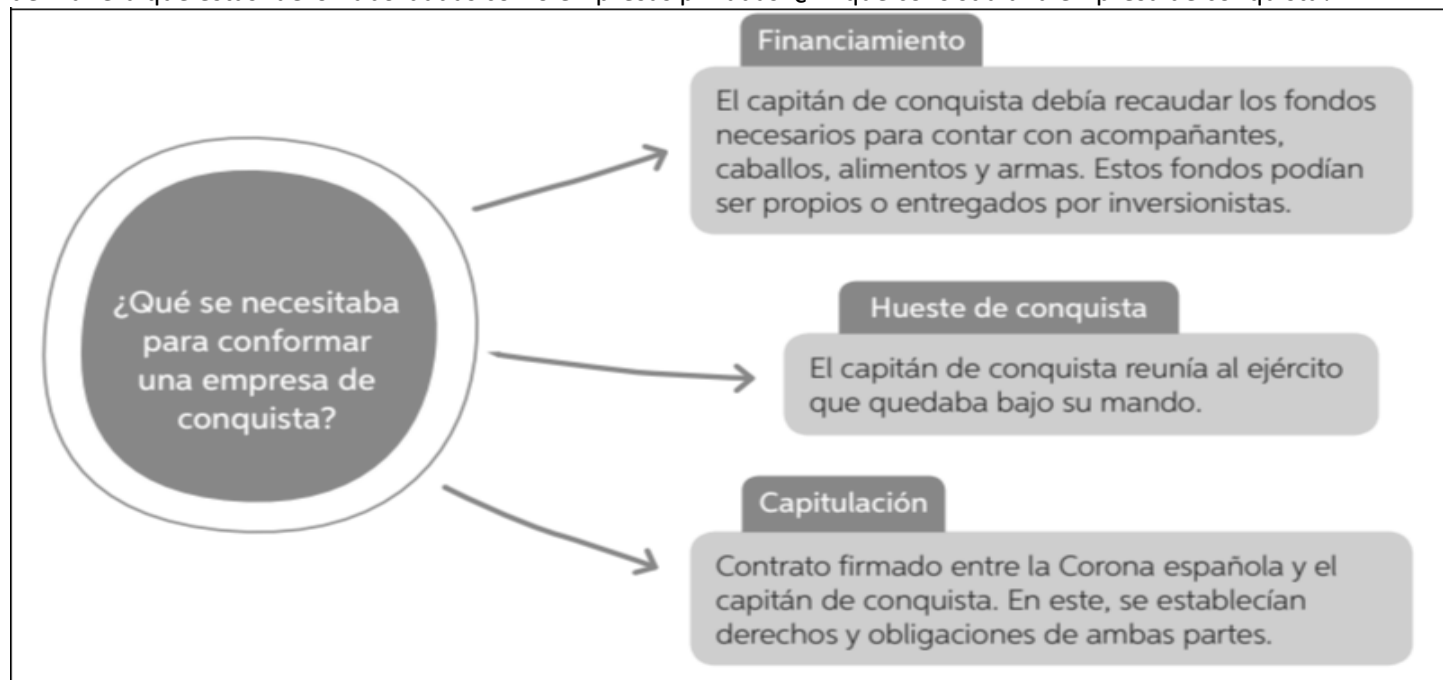 ¿Qué se necesitaba
para conformar
una empresa de
conquista?
Financiamiento
El capitán de conquista debía recaudar los fondos
necesarios para contar con acompañantes,
caballos, alimentos y armas. Estos fondos podían
ser propios o entregados por inversionistas.
Hueste de conquista
El capitán de conquista reunía al ejército
que quedaba bajo su mando.
Capitulación
Contrato firmado entre la Corona española y el
capitán de conquista. En este, se establecían
derechos y obligaciones de ambas partes.